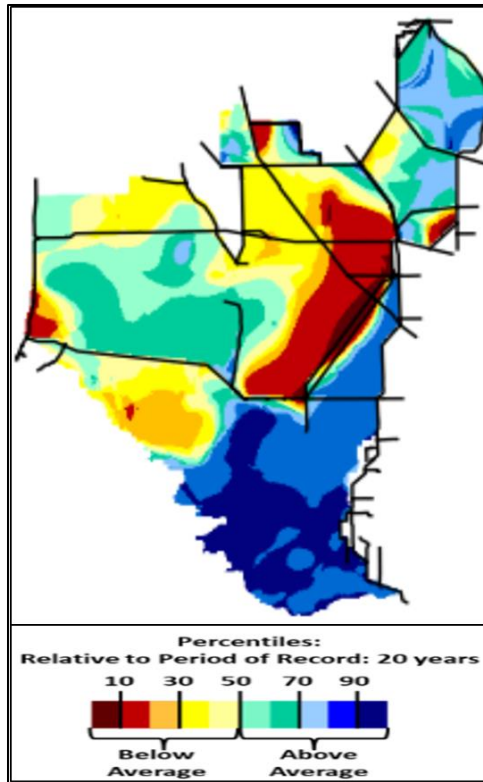 Percentiles:
Relative to Period of Record: 20 years
10 30 50 70 90
Below Above
Average Average